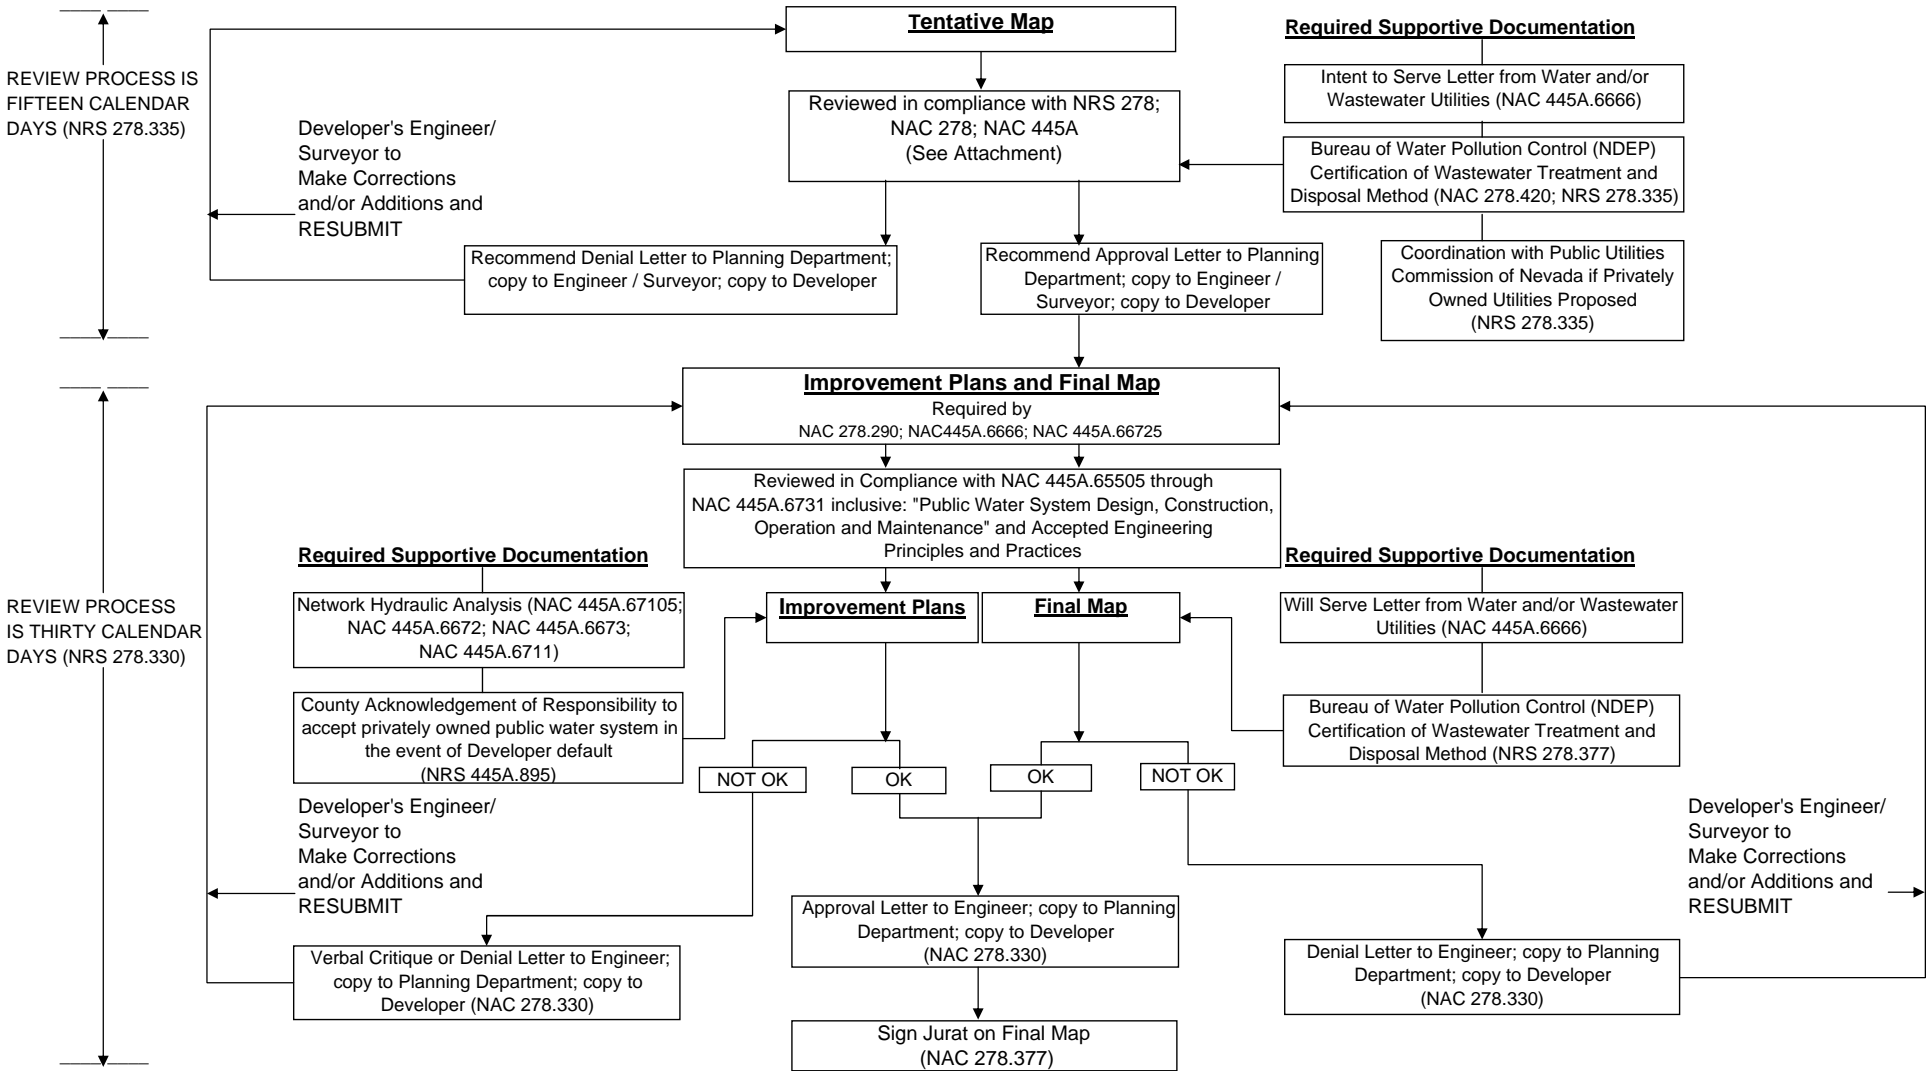 Tentative Map
Required Supportive Documentation
REVIEW PROCESS IS
FIFTEEN CALENDAR
DAYS (NRS 278.335)
Intent to Serve Letter from Water and/or
Wastewater Utilities (NAC 445A.6666)
Reviewed in compliance with NRS 278;
NAC 278; NAC 445A
(See Attachment)
Developer's Engineer/
Surveyor to
Make Corrections
and/or Additions and
RESUBMIT
Bureau of Water Pollution Control (NDEP)
Certification of Wastewater Treatment and
Disposal Method (NAC 278.420; NRS 278.335)
Recommend Denial Letter to Planning Department;
copy to Engineer / Surveyor; copy to Developer
Recommend Approval Letter to Planning
Department; copy to Engineer /
Surveyor; copy to Developer
Coordination with Public Utilities
Commission of Nevada if Privately
Owned Utilities Proposed
(NRS 278.335)
Improvement Plans and Final Map
Required by
NAC 278.290; NAC445A.6666; NAC 445A.66725
Reviewed in Compliance with NAC 445A.65505 through
NAC 445A.6731 inclusive: "Public Water System Design, Construction,
Operation and Maintenance" and Accepted Engineering
Principles and Practices
Required Supportive Documentation
Required Supportive Documentation
REVIEW PROCESS
IS THIRTY CALENDAR
DAYS (NRS 278.330)
Network Hydraulic Analysis (NAC 445A.67105;
NAC 445A.6672; NAC 445A.6673;
NAC 445A.6711)
Improvement Plans
Final Map
Will Serve Letter from Water and/or Wastewater
Utilities (NAC 445A.6666)
County Acknowledgement of Responsibility to
accept privately owned public water system in
the event of Developer default
(NRS 445A.895)
Bureau of Water Pollution Control (NDEP)
Certification of Wastewater Treatment and
Disposal Method (NRS 278.377)
NOT OK
OK
OK
NOT OK
Developer's Engineer/
Surveyor to
Make Corrections
and/or Additions and
RESUBMIT
Developer's Engineer/
Surveyor to
Make Corrections
and/or Additions and
RESUBMIT
Verbal Critique or Denial Letter to Engineer;
copy to Planning Department; copy to
Developer (NAC 278.330)
Approval Letter to Engineer; copy to Planning
Department; copy to Developer
(NAC 278.330)
Denial Letter to Engineer; copy to Planning
Department; copy to Developer
(NAC 278.330)
Sign Jurat on Final Map
(NAC 278.377)